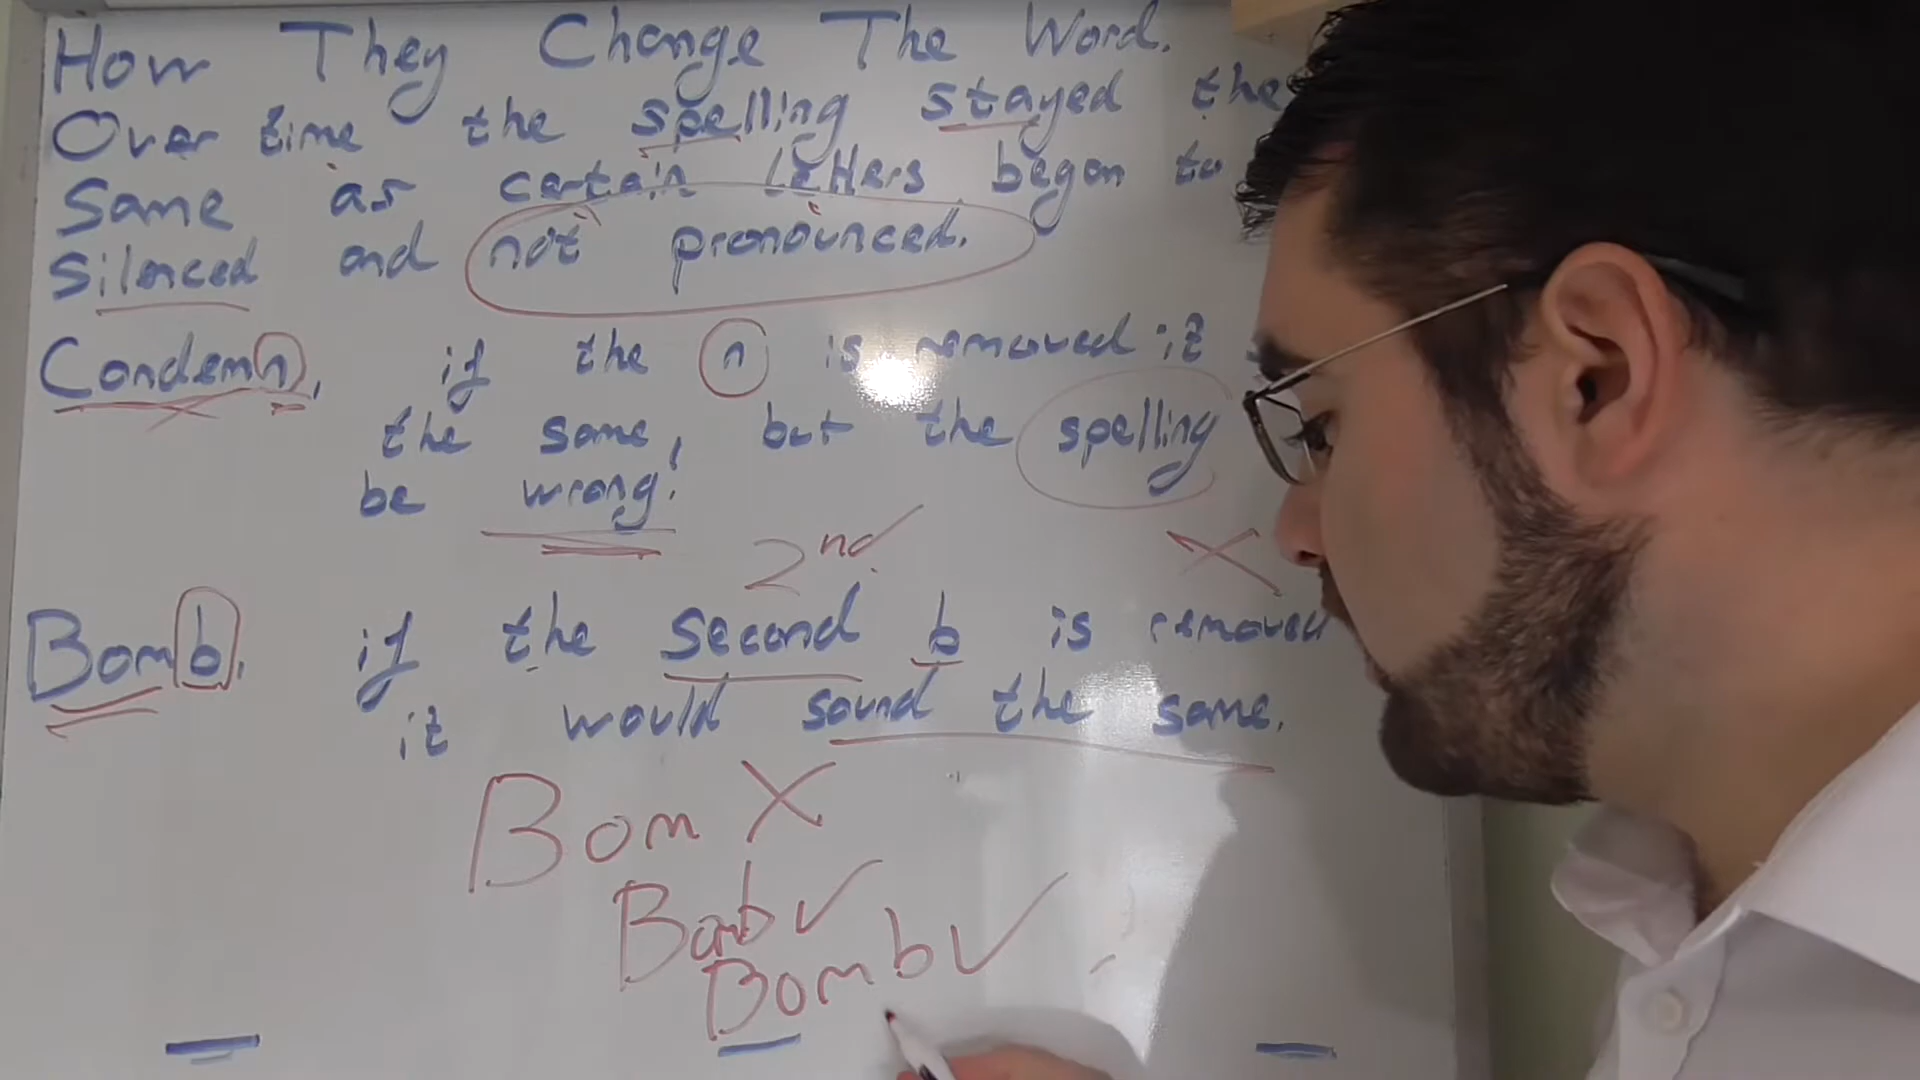 How They Change The Word.
Over time the spelling stayed the
same as certain letters began to
silenced and not pronounced.
Condemn, if the n is removed it
the same, but the spelling
be wrong!
2nd X
Bomb. if the second b is removed
it would sound the same.
Bom X
Bomb ✓
Bomb ✓